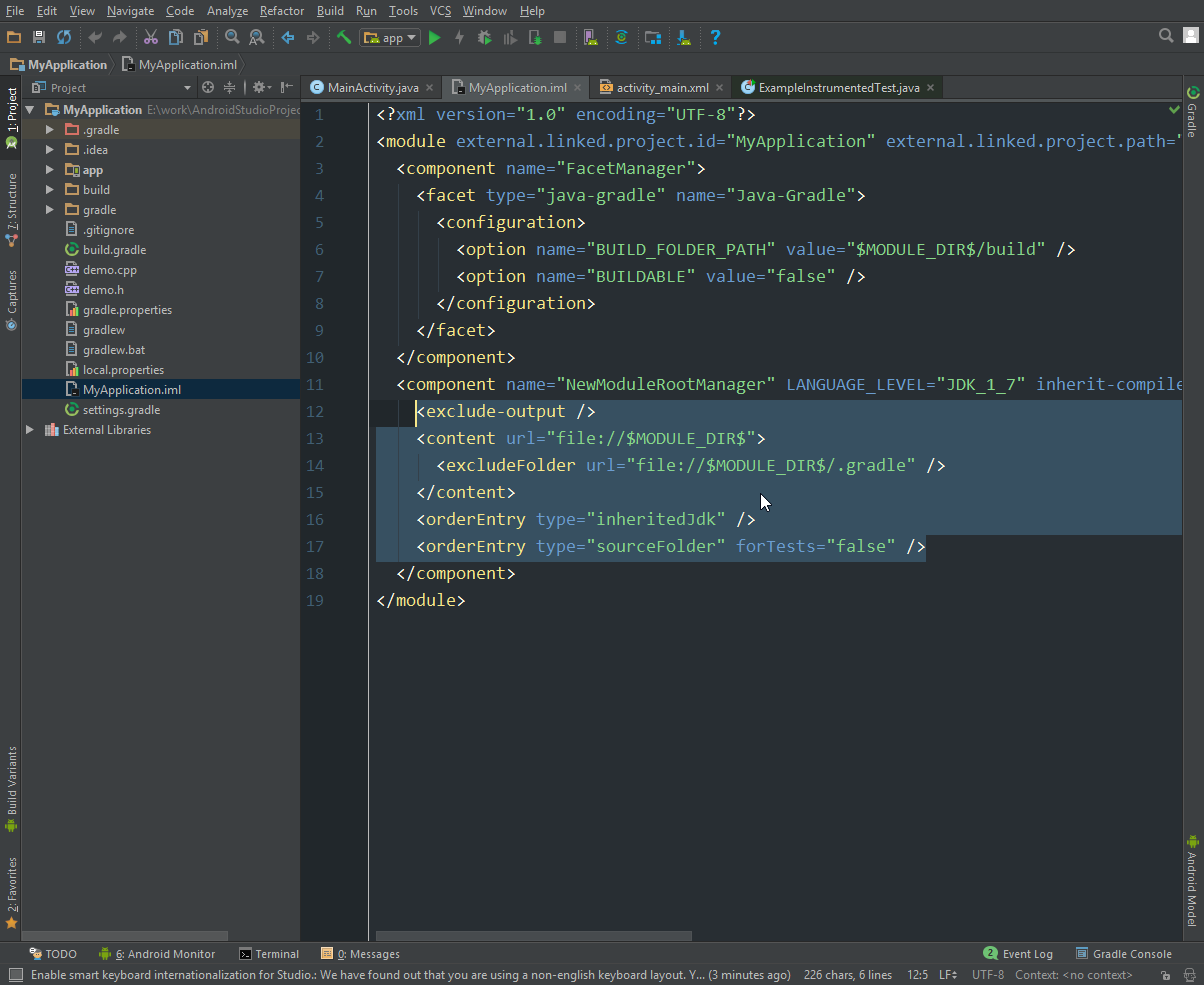 File Edit View Navigate Code Analyze Refactor Build Run Tools VCS Window Help
app
MyApplication MyApplication.iml
Project
MainActivity.java MyApplication.iml activity_main.xml ExampleInstrumentedTest.java
1: Project
7: Structure
Captures
Build Variants
2: Favorites
MyApplication E:\work\AndroidStudioProjec
.gradle
.idea
app
build
gradle
.gitignore
build.gradle
demo.cpp
demo.h
gradle.properties
gradlew
gradlew.bat
local.properties
MyApplication.iml
settings.gradle
External Libraries
1 <?xml version="1.0" encoding="UTF-8"?>
2 <module external.linked.project.id="MyApplication" external.linked.project.path="
3 <component name="FacetManager">
4 <facet type="java-gradle" name="Java-Gradle">
5 <configuration>
6 <option name="BUILD_FOLDER_PATH" value="$MODULE_DIR$/build" />
7 <option name="BUILDABLE" value="false" />
8 </configuration>
9 </facet>
10 </component>
11 <component name="NewModuleRootManager" LANGUAGE_LEVEL="JDK_1_7" inherit-compile
12 <exclude-output />
13 <content url="file://$MODULE_DIR$">
14 <excludeFolder url="file://$MODULE_DIR$/.gradle" />
15 </content>
16 <orderEntry type="inheritedJdk" />
17 <orderEntry type="sourceFolder" forTests="false" />
18 </component>
19 </module>
Gradle
Android Model
TODO 6: Android Monitor Terminal 0: Messages 2 Event Log Gradle Console
Enable smart keyboard internationalization for Studio.: We have found out that you are using a non-english keyboard layout. Y... (3 minutes ago) 226 chars, 6 lines 12:5 LF UTF-8 Context: <no context>